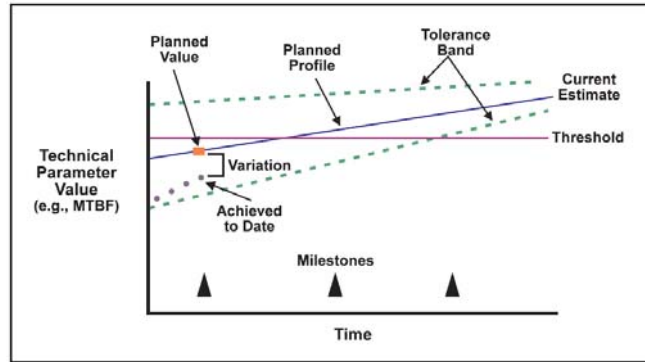 Planned
Value
Planned
Profile
Tolerance
Band
Current
Estimate
Threshold
Technical
Parameter
Value
(e.g., MTBF)
Variation
Achieved
to Date
Milestones
Time